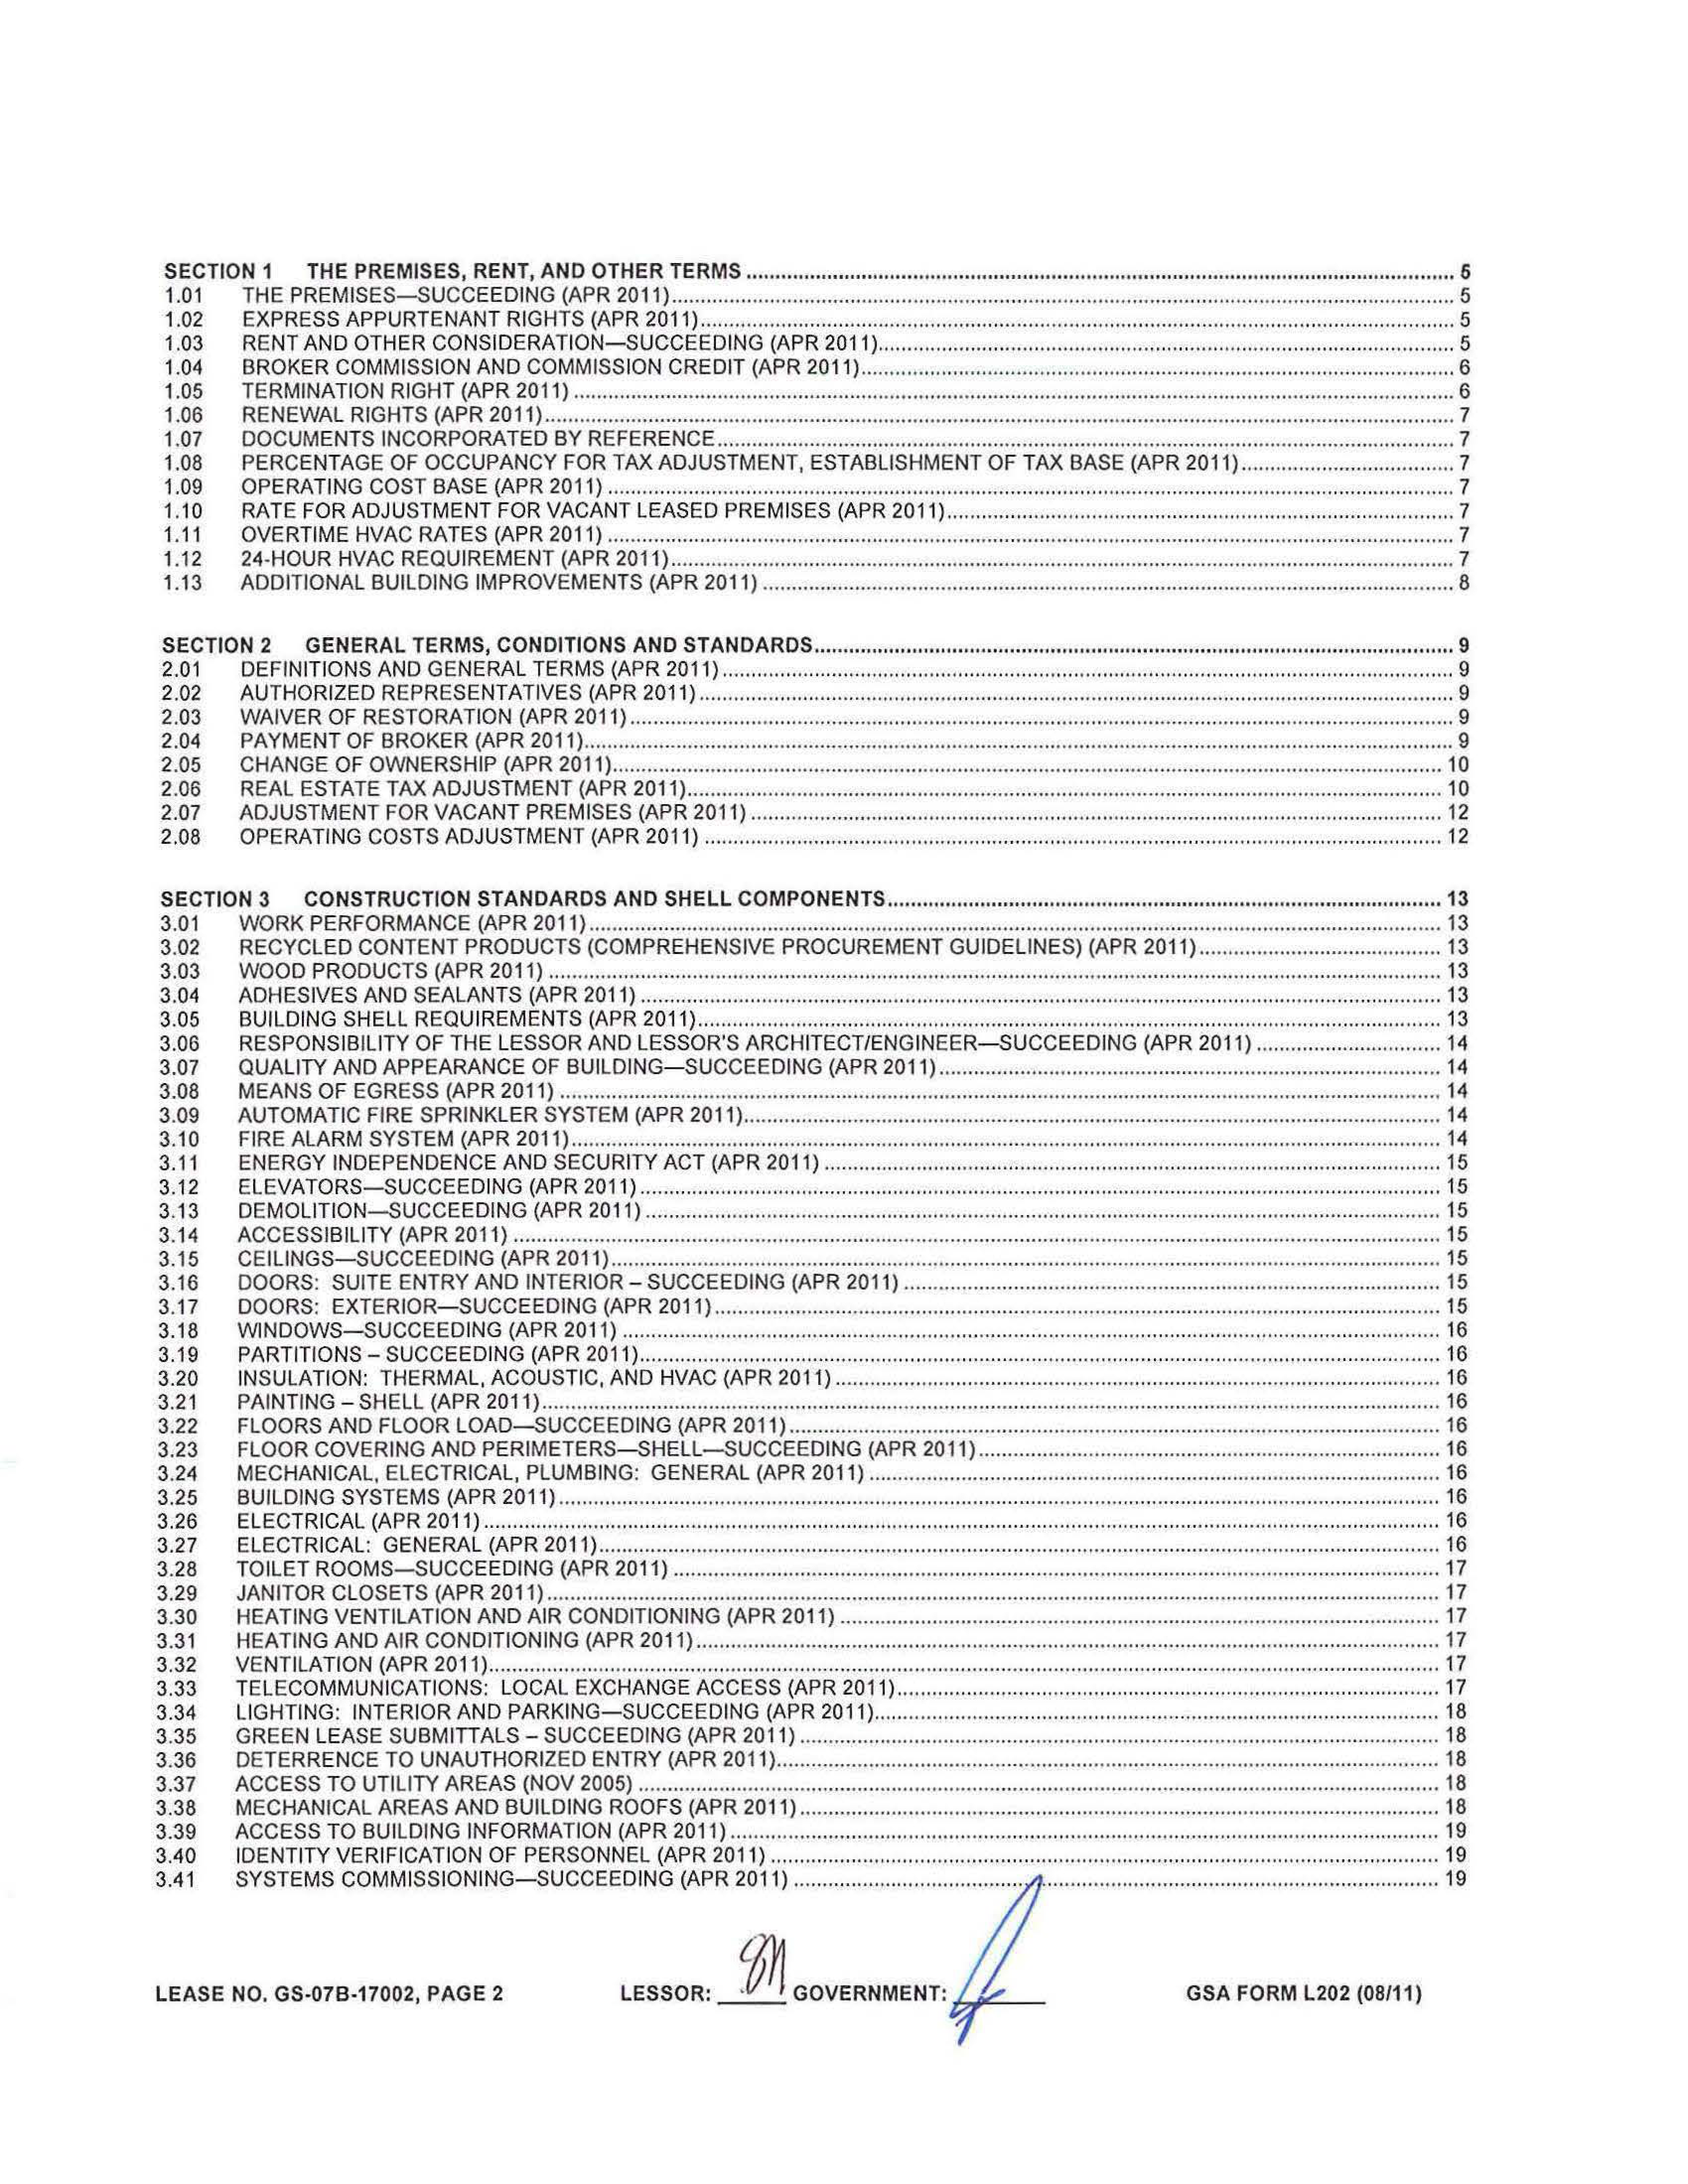 SECTION 1 THE PREMISES, RENT, AND OTHER TERMS 5
1.01 THE PREMISES—SUCCEEDING (APR 2011) 5
1.02 EXPRESS APPURTENANT RIGHTS (APR 2011) 5
1.03 RENT AND OTHER CONSIDERATION—SUCCEEDING (APR 2011) 5
1.04 BROKER COMMISSION AND COMMISSION CREDIT (APR 2011) 6
1.05 TERMINATION RIGHT (APR 2011) 6
1.06 RENEWAL RIGHTS (APR 2011) 7
1.07 DOCUMENTS INCORPORATED BY REFERENCE 7
1.08 PERCENTAGE OF OCCUPANCY FOR TAX ADJUSTMENT, ESTABLISHMENT OF TAX BASE (APR 2011) 7
1.09 OPERATING COST BASE (APR 2011) 7
1.10 RATE FOR ADJUSTMENT FOR VACANT LEASED PREMISES (APR 2011) 7
1.11 OVERTIME HVAC RATES (APR 2011) 7
1.12 24-HOUR HVAC REQUIREMENT (APR 2011) 7
1.13 ADDITIONAL BUILDING IMPROVEMENTS (APR 2011) 8
SECTION 2 GENERAL TERMS, CONDITIONS AND STANDARDS 9
2.01 DEFINITIONS AND GENERAL TERMS (APR 2011) 9
2.02 AUTHORIZED REPRESENTATIVES (APR 2011) 9
2.03 WAIVER OF RESTORATION (APR 2011) 9
2.04 PAYMENT OF BROKER (APR 2011) 9
2.05 CHANGE OF OWNERSHIP (APR 2011) 10
2.06 REAL ESTATE TAX ADJUSTMENT (APR 2011) 10
2.07 ADJUSTMENT FOR VACANT PREMISES (APR 2011) 12
2.08 OPERATING COSTS ADJUSTMENT (APR 2011) 12
SECTION 3 CONSTRUCTION STANDARDS AND SHELL COMPONENTS 13
3.01 WORK PERFORMANCE (APR 2011) 13
3.02 RECYCLED CONTENT PRODUCTS (COMPREHENSIVE PROCUREMENT GUIDELINES) (APR 2011) 13
3.03 WOOD PRODUCTS (APR 2011) 13
3.04 ADHESIVES AND SEALANTS (APR 2011) 13
3.05 BUILDING SHELL REQUIREMENTS (APR 2011) 13
3.06 RESPONSIBILITY OF THE LESSOR AND LESSOR'S ARCHITECT/ENGINEER—SUCCEEDING (APR 2011) 14
3.07 QUALITY AND APPEARANCE OF BUILDING—SUCCEEDING (APR 2011) 14
3.08 MEANS OF EGRESS (APR 2011) 14
3.09 AUTOMATIC FIRE SPRINKLER SYSTEM (APR 2011) 14
3.10 FIRE ALARM SYSTEM (APR 2011) 14
3.11 ENERGY INDEPENDENCE AND SECURITY ACT (APR 2011) 15
3.12 ELEVATORS—SUCCEEDING (APR 2011) 15
3.13 DEMOLITION—SUCCEEDING (APR 2011) 15
3.14 ACCESSIBILITY (APR 2011) 15
3.15 CEILINGS—SUCCEEDING (APR 2011) 15
3.16 DOORS: SUITE ENTRY AND INTERIOR – SUCCEEDING (APR 2011) 15
3.17 DOORS: EXTERIOR—SUCCEEDING (APR 2011) 15
3.18 WINDOWS—SUCCEEDING (APR 2011) 16
3.19 PARTITIONS – SUCCEEDING (APR 2011) 16
3.20 INSULATION: THERMAL, ACOUSTIC, AND HVAC (APR 2011) 16
3.21 PAINTING – SHELL (APR 2011) 16
3.22 FLOORS AND FLOOR LOAD—SUCCEEDING (APR 2011) 16
3.23 FLOOR COVERING AND PERIMETERS—SHELL—SUCCEEDING (APR 2011) 16
3.24 MECHANICAL, ELECTRICAL, PLUMBING: GENERAL (APR 2011) 16
3.25 BUILDING SYSTEMS (APR 2011) 16
3.26 ELECTRICAL (APR 2011) 16
3.27 ELECTRICAL: GENERAL (APR 2011) 16
3.28 TOILET ROOMS—SUCCEEDING (APR 2011) 17
3.29 JANITOR CLOSETS (APR 2011) 17
3.30 HEATING VENTILATION AND AIR CONDITIONING (APR 2011) 17
3.31 HEATING AND AIR CONDITIONING (APR 2011) 17
3.32 VENTILATION (APR 2011) 17
3.33 TELECOMMUNICATIONS: LOCAL EXCHANGE ACCESS (APR 2011) 17
3.34 LIGHTING: INTERIOR AND PARKING—SUCCEEDING (APR 2011) 18
3.35 GREEN LEASE SUBMITTALS – SUCCEEDING (APR 2011) 18
3.36 DETERRENCE TO UNAUTHORIZED ENTRY (APR 2011) 18
3.37 ACCESS TO UTILITY AREAS (NOV 2005) 18
3.38 MECHANICAL AREAS AND BUILDING ROOFS (APR 2011) 18
3.39 ACCESS TO BUILDING INFORMATION (APR 2011) 19
3.40 IDENTITY VERIFICATION OF PERSONNEL (APR 2011) 19
3.41 SYSTEMS COMMISSIONING—SUCCEEDING (APR 2011) 19
LEASE NO. GS-07B-17002, PAGE 2 LESSOR: GOVERNMENT: GSA FORM L202 (08/11)